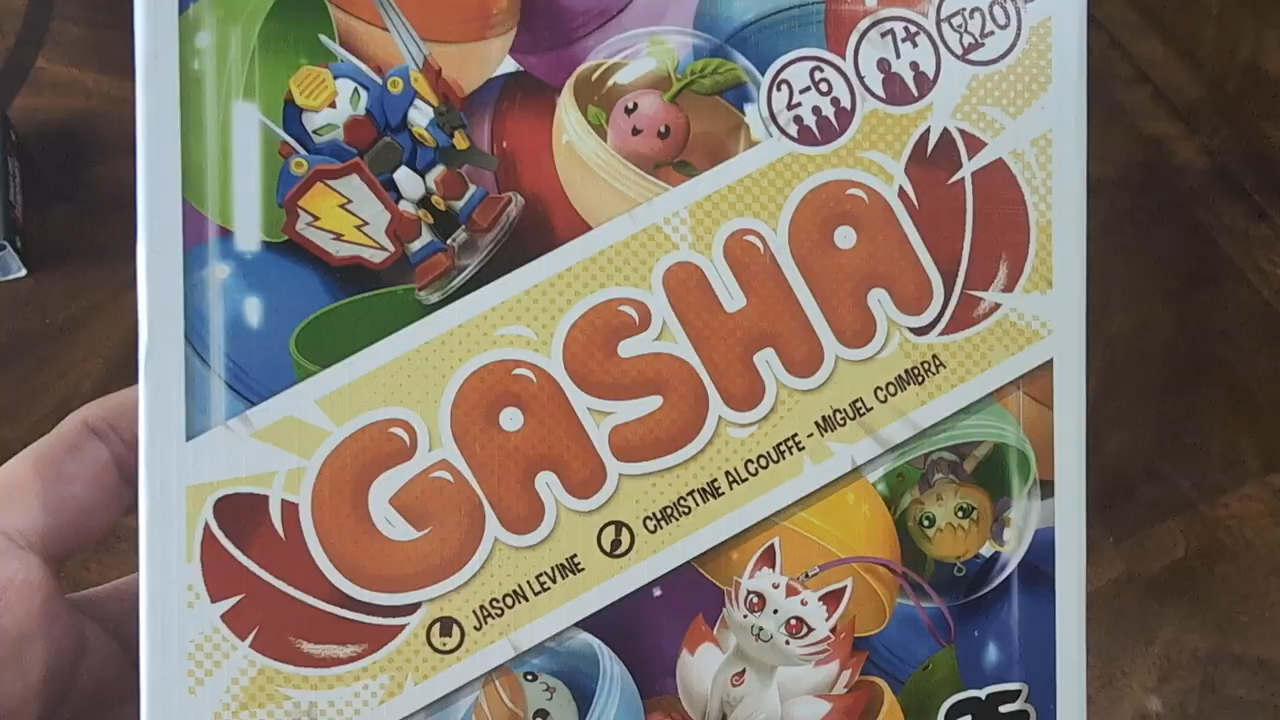 2-6
7+
20
GASHA
JASON LEVINE
CHRISTINE ALCOUFFE - MIGUEL COIMBRA